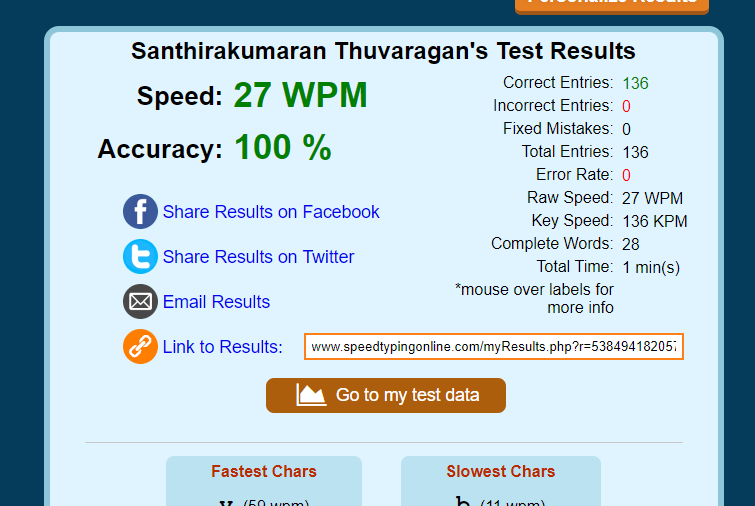 Personalize Results
Santhirakumaran Thuvaragan's Test Results
Speed: 27 WPM
Accuracy: 100 %
Correct Entries: 136
Incorrect Entries: 0
Fixed Mistakes: 0
Total Entries: 136
Error Rate: 0
Raw Speed: 27 WPM
Key Speed: 136 KPM
Complete Words: 28
Total Time: 1 min(s)
*mouse over labels for
more info
Share Results on Facebook
Share Results on Twitter
Email Results
Link to Results: www.speedtypingonline.com/myResults.php?r=538494182057
Go to my test data
Fastest Chars
Slowest Chars
v (59 wpm)
b (11 wpm)